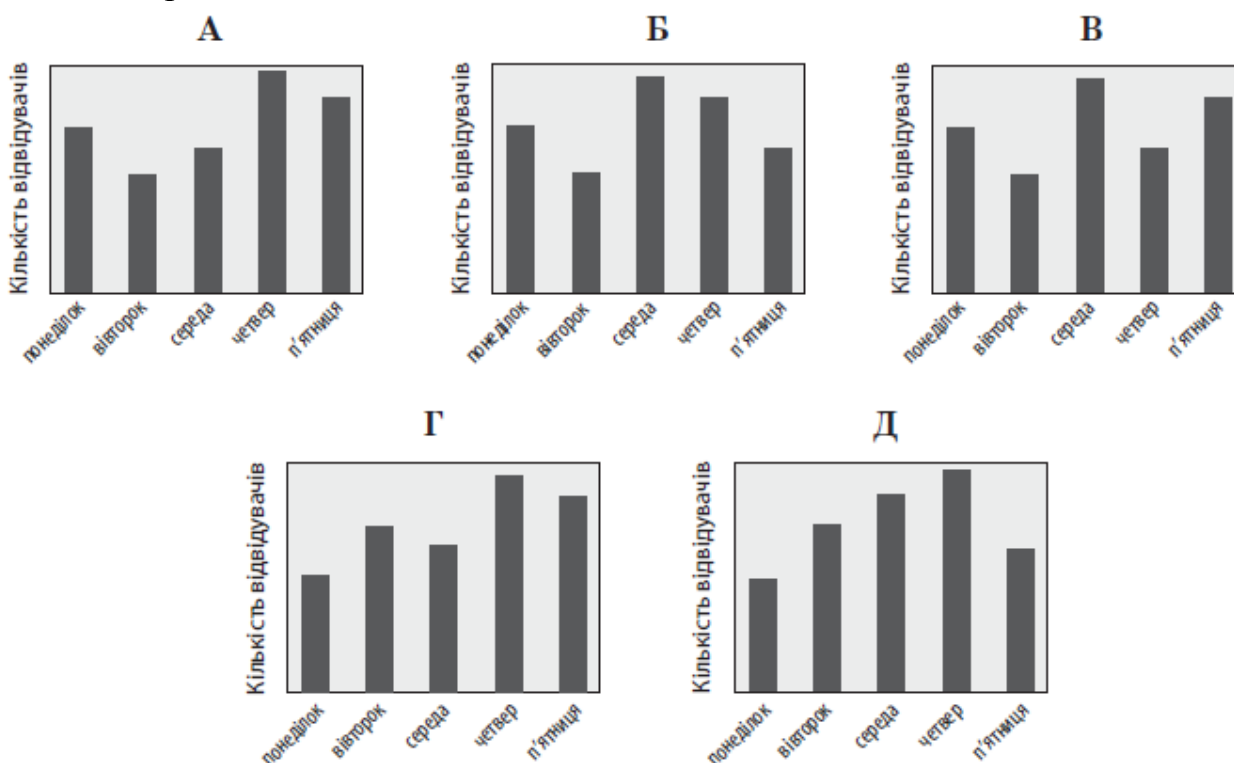 А
Б
В
Кількість відвідувачів
понеділок
вівторок
середа
четвер
п'ятниця
Кількість відвідувачів
понеділок
вівторок
середа
четвер
п'ятниця
Кількість відвідувачів
понеділок
вівторок
середа
четвер
п'ятниця
Г
Д
Кількість відвідувачів
понеділок
вівторок
середа
четвер
п'ятниця
Кількість відвідувачів
понеділок
вівторок
середа
четвер
п'ятниця